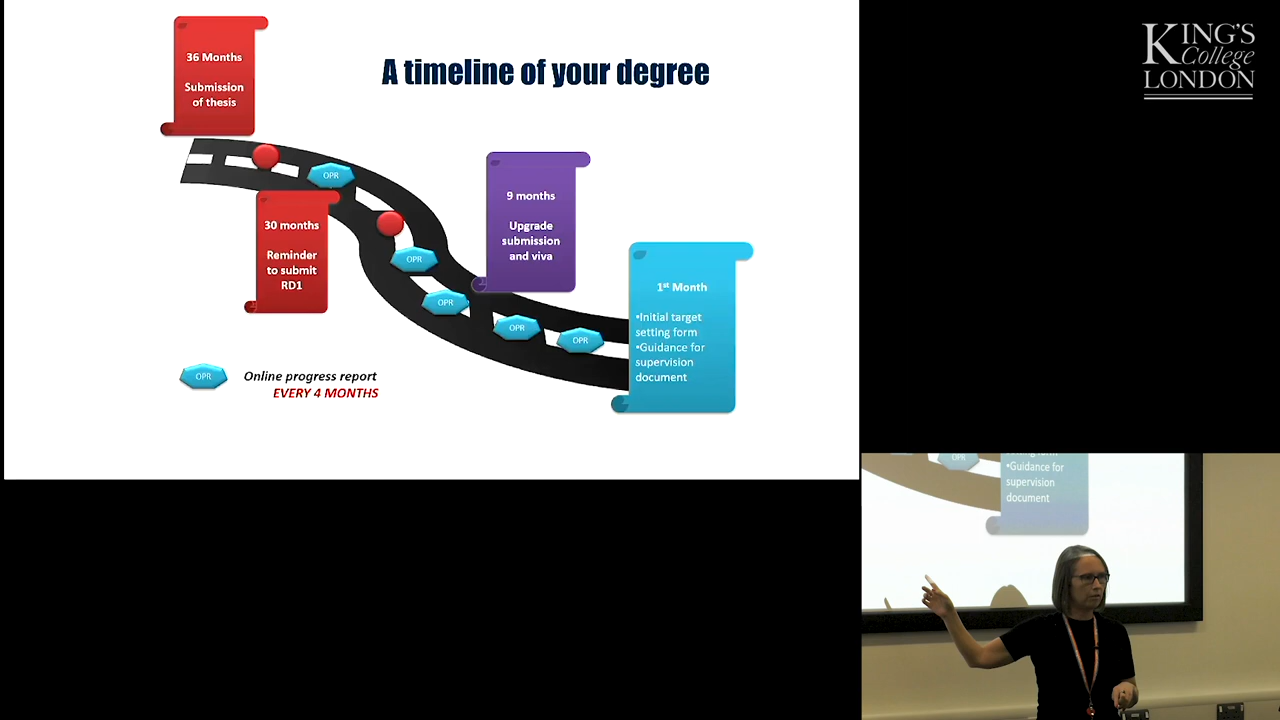 A timeline of your degree
36 Months
Submission
of thesis
OPR
30 months
Reminder
to submit
RD1
OPR
OPR
OPR
OPR
9 months
Upgrade
submission
and viva
1st Month
•Initial target
setting form
•Guidance for
supervision
document
OPR
Online progress report
EVERY 4 MONTHS
KING'S
College
LONDON
OPR
•Guidance for
supervision
document